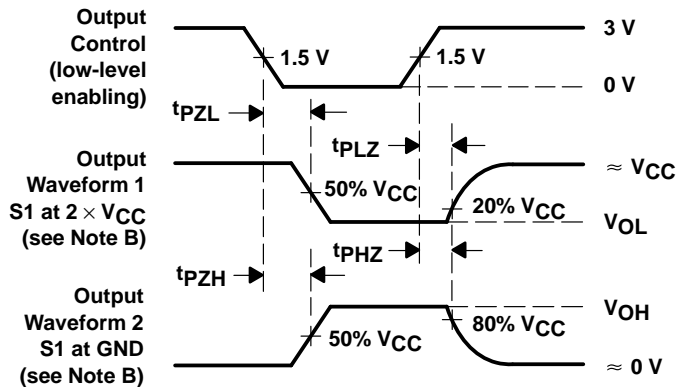 Output
Control
(low-level
enabling)
1.5 V
1.5 V
3 V
0 V
tPZL
tPLZ
Output
Waveform 1
S1 at 2 × VCC
(see Note B)
50% VCC
20% VCC
≈ VCC
VOL
tPZH
tPHZ
Output
Waveform 2
S1 at GND
(see Note B)
50% VCC
80% VCC
VOH
≈ 0 V